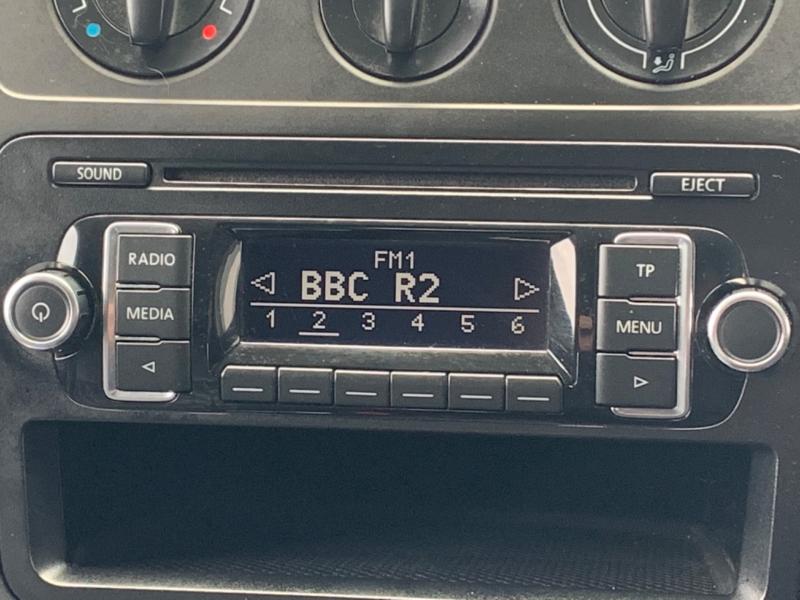 SOUND
EJECT
RADIO
MEDIA
FM1
BBC R2
1 2 3 4 5 6
TP
MENU